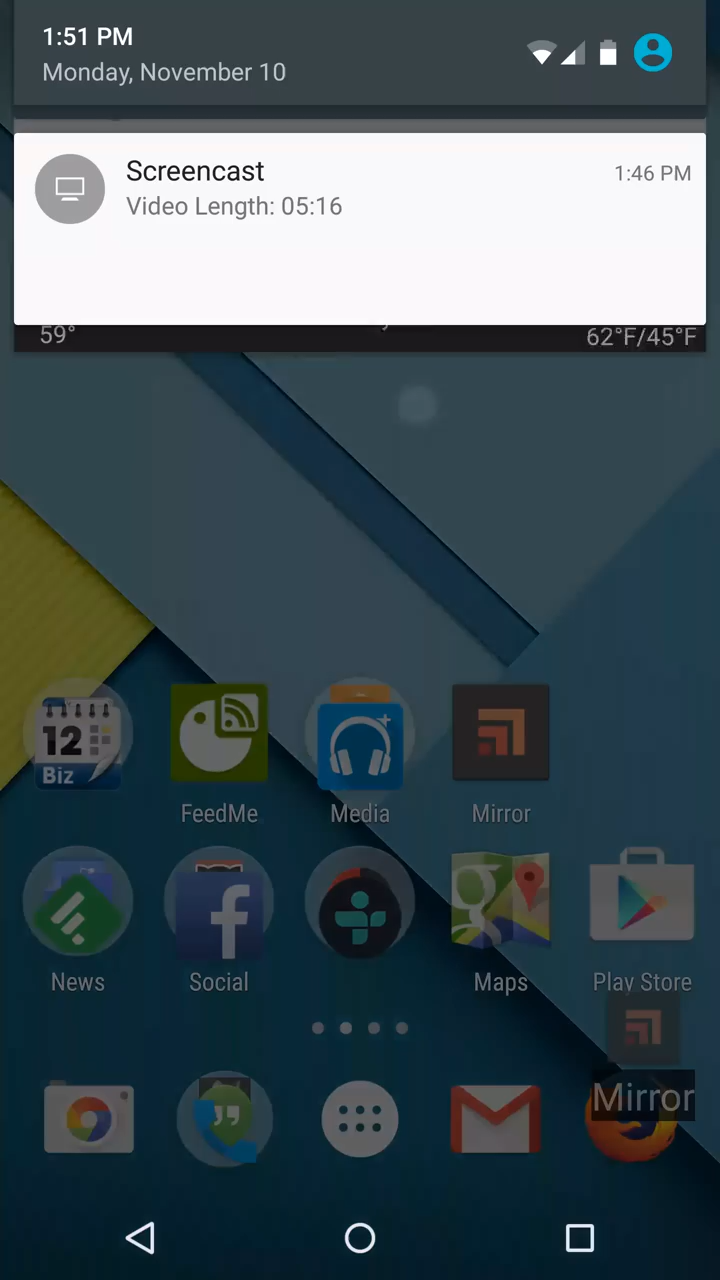 1:51 PM
Monday, November 10
Screencast
1:46 PM
Video Length: 05:16
59°
62°F/45°F
12
Biz
FeedMe
Media
Mirror
News
Social
Maps
Play Store
Mirror